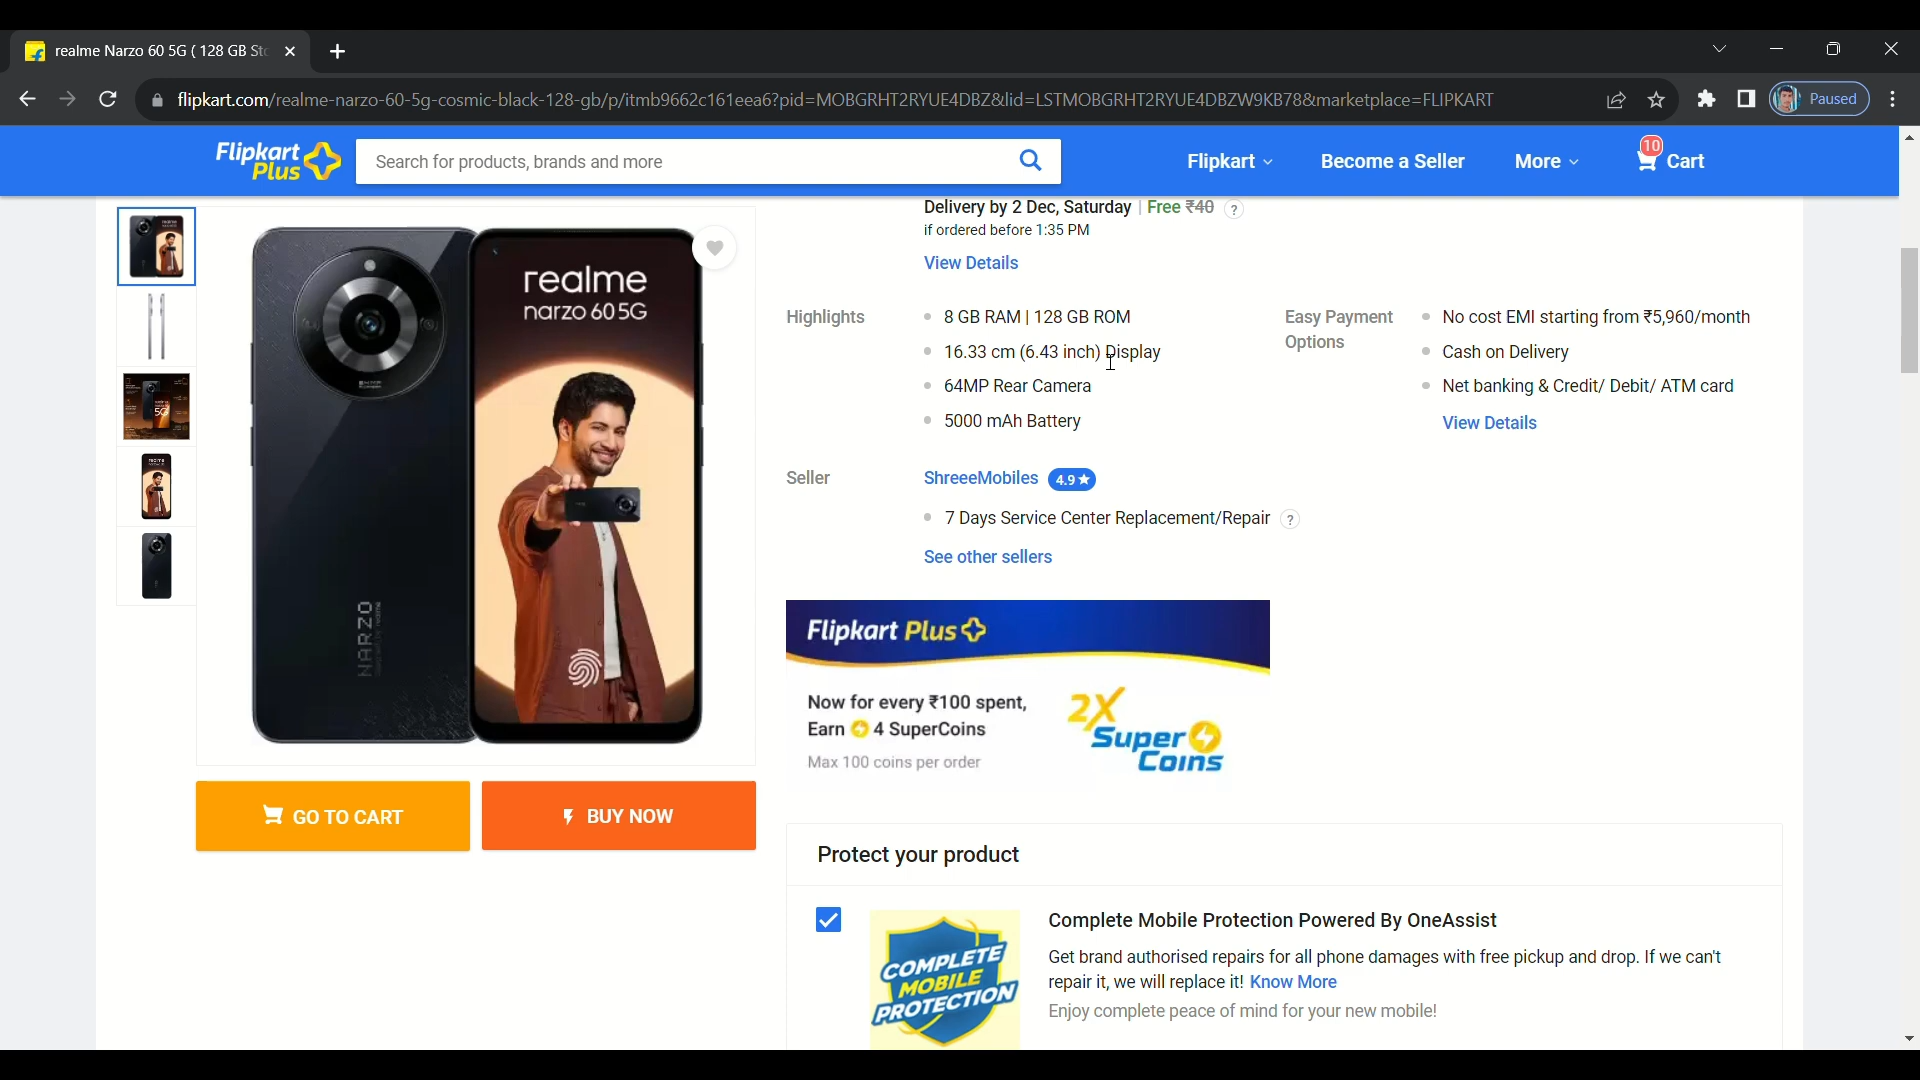 realme Narzo 60 5G ( 128 GB Sto
flipkart.com/realme-narzo-60-5g-cosmic-black-128-gb/p/itmb9662c161eea6?pid=MOBGRHT2RYUE4DBZ&lid=LSTMOBGRHT2RYUE4DBZW9KB78&marketplace=FLIPKART
Paused
Flipkart
Plus
Search for products, brands and more
Flipkart
Become a Seller
More
10
Cart
Delivery by 2 Dec, Saturday | Free ₹40 ?
if ordered before 1:35 PM
View Details
realme
narzo 60 5G
NARZO
Highlights
8 GB RAM | 128 GB ROM
16.33 cm (6.43 inch) Display
64MP Rear Camera
5000 mAh Battery
Easy Payment
Options
No cost EMI starting from ₹5,960/month
Cash on Delivery
Net banking & Credit/ Debit/ ATM card
View Details
Seller
ShreeeMobiles 4.9★
7 Days Service Center Replacement/Repair ?
See other sellers
Flipkart Plus
Now for every ₹100 spent,
Earn 4 SuperCoins
Max 100 coins per order
2X
Super
Coins
GO TO CART
BUY NOW
Protect your product
COMPLETE
MOBILE
PROTECTION
Complete Mobile Protection Powered By OneAssist
Get brand authorised repairs for all phone damages with free pickup and drop. If we can't
repair it, we will replace it! Know More
Enjoy complete peace of mind for your new mobile!